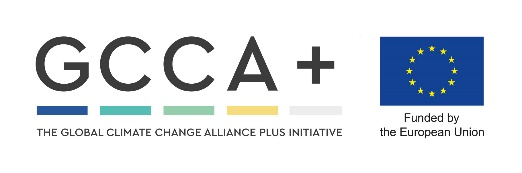 GCCA+
THE GLOBAL CLIMATE CHANGE ALLIANCE PLUS INITIATIVE
Funded by
the European Union